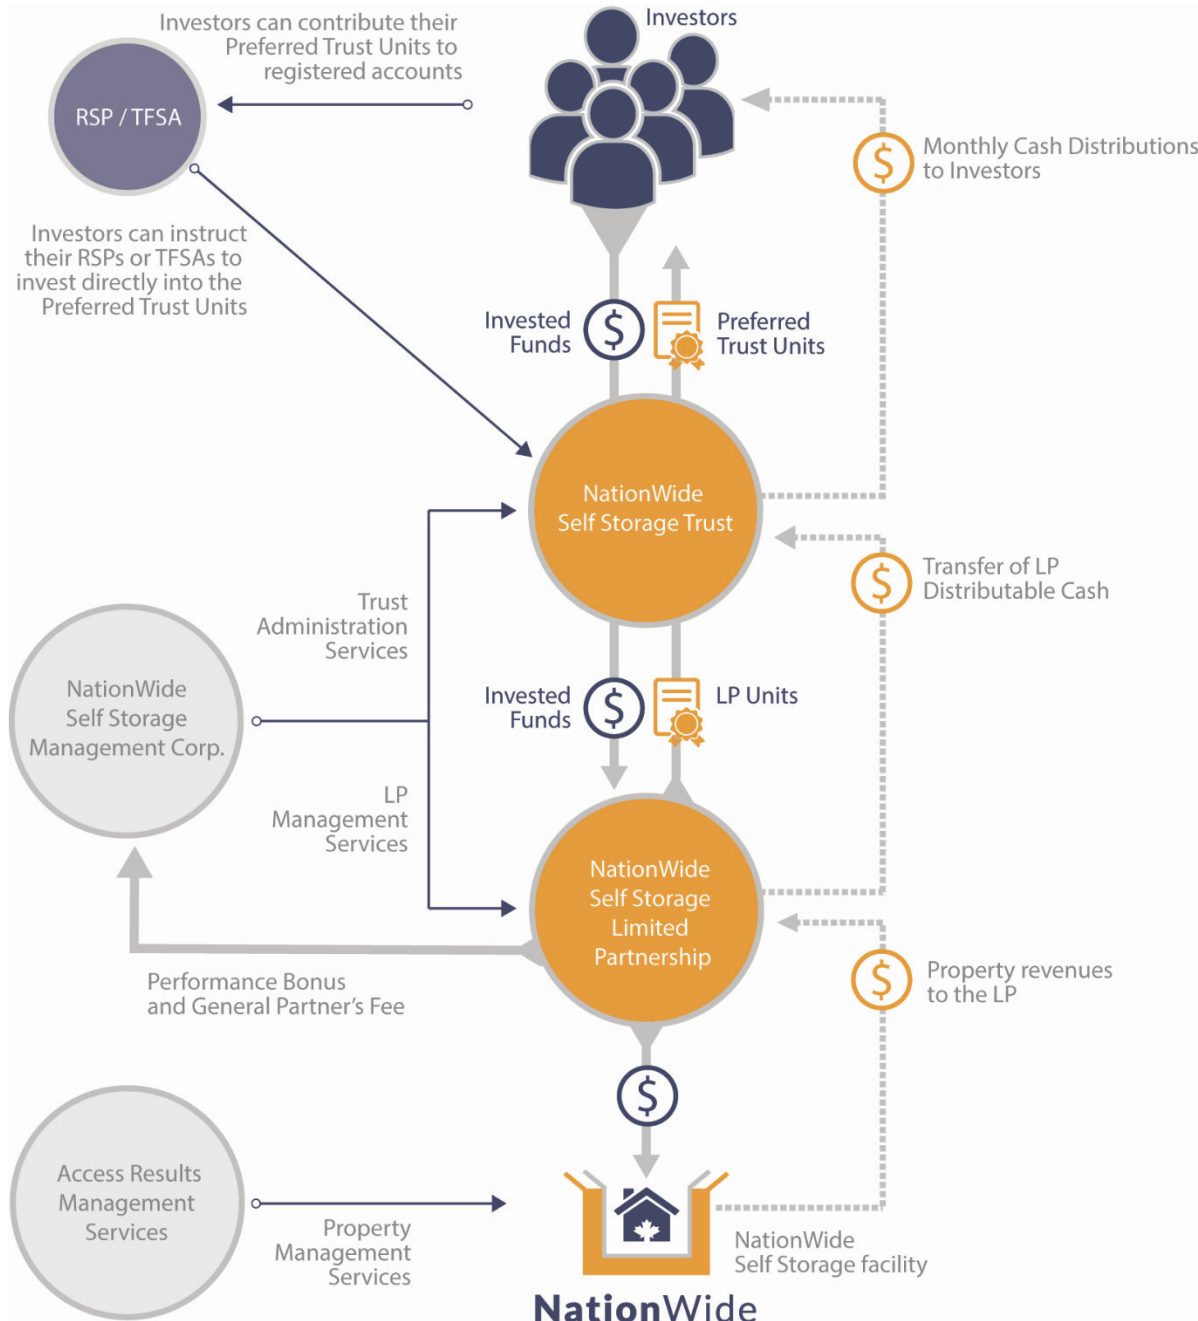 Investors
Investors can contribute their
Preferred Trust Units to
registered accounts
RSP / TFSA
$
Monthly Cash Distributions
to Investors
Investors can instruct
their RSPs or TFSAs to
invest directly into the
Preferred Trust Units
Invested
Funds
$
Preferred
Trust Units
NationWide
Self Storage Trust
$
Transfer of LP
Distributable Cash
Trust
Administration
Services
NationWide
Self Storage
Management Corp.
Invested
Funds
$
LP Units
LP
Management
Services
NationWide
Self Storage
Limited
Partnership
Performance Bonus
and General Partner's Fee
$
Property revenues
to the LP
$
Access Results
Management
Services
Property
Management
Services
NationWide
Self Storage facility
NationWide